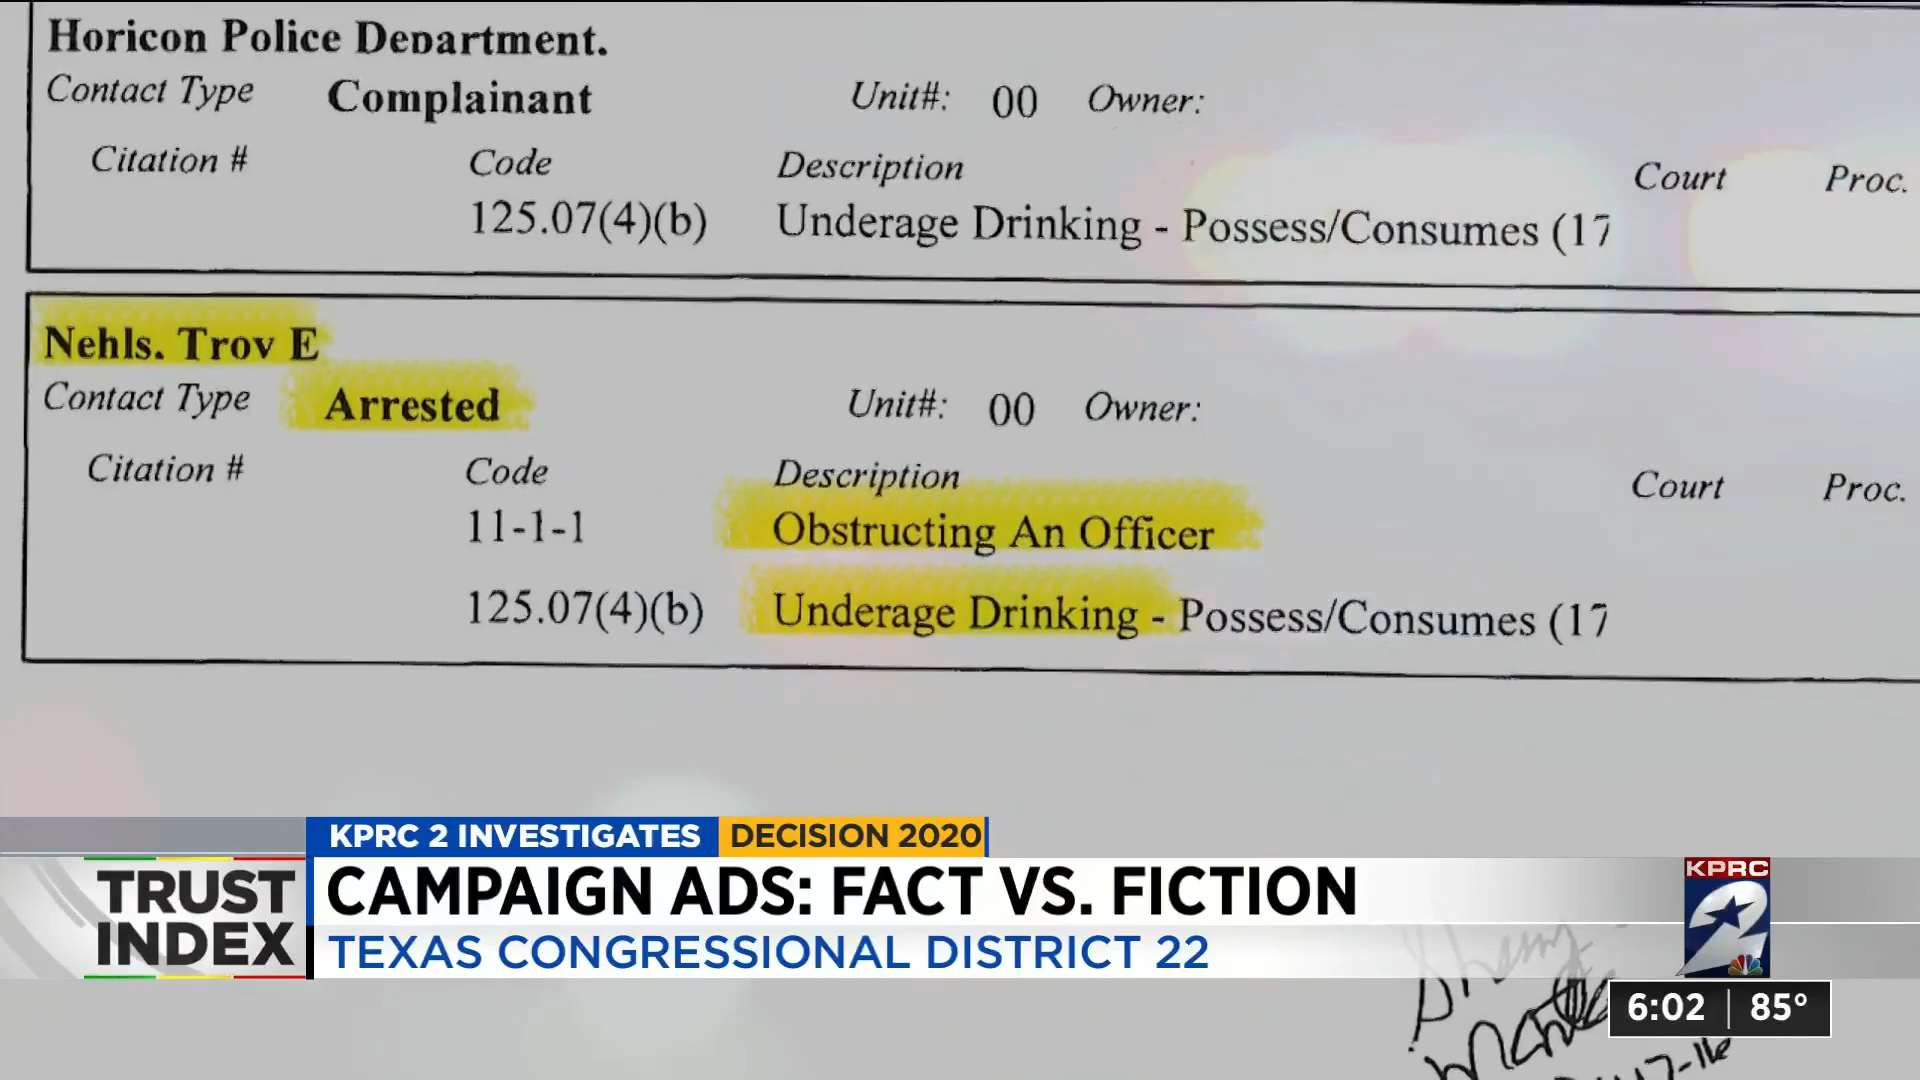 Horicon Police Department.
Contact Type Complainant Unit#: 00 Owner:
Citation # Code Description Court Proc.
125.07(4)(b) Underage Drinking - Possess/Consumes (17
Nehls. Troy E
Contact Type Arrested Unit#: 00 Owner:
Citation # Code Description Court Proc.
11-1-1 Obstructing An Officer
125.07(4)(b) Underage Drinking - Possess/Consumes (17
KPRC 2 INVESTIGATES DECISION 2020
TRUST INDEX
CAMPAIGN ADS: FACT VS. FICTION
TEXAS CONGRESSIONAL DISTRICT 22
KPRC
2
6:02 85°